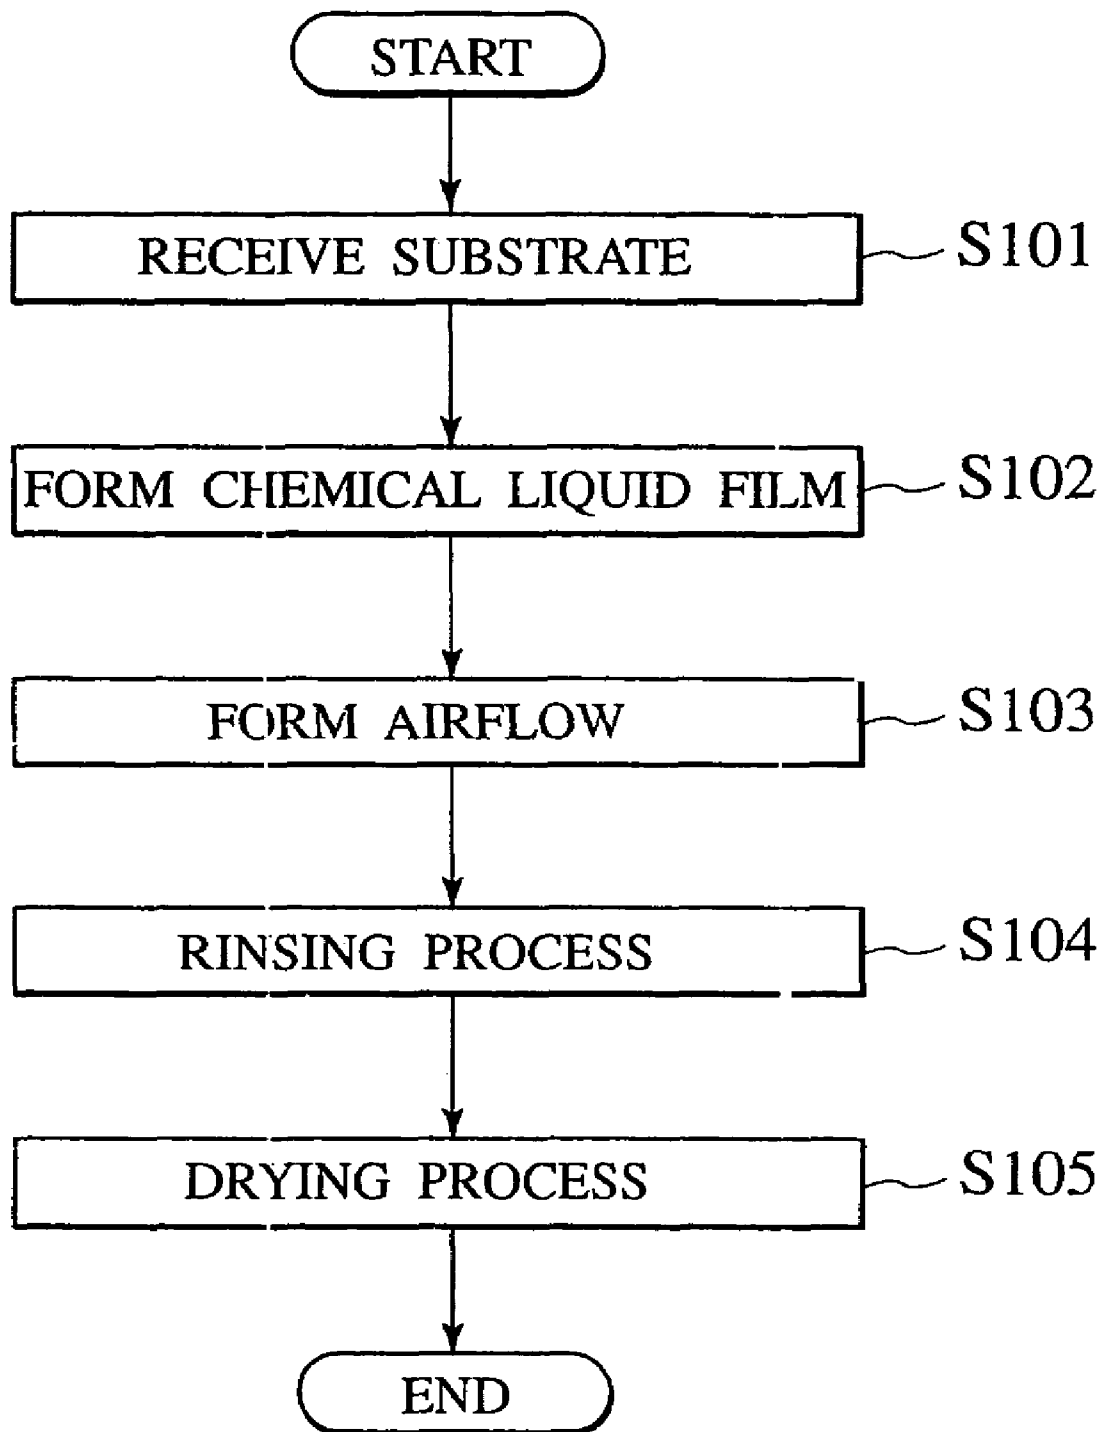 START
RECEIVE SUBSTRATE S101
FORM CHEMICAL LIQUID FILM S102
FORM AIRFLOW S103
RINSING PROCESS S104
DRYING PROCESS S105
END